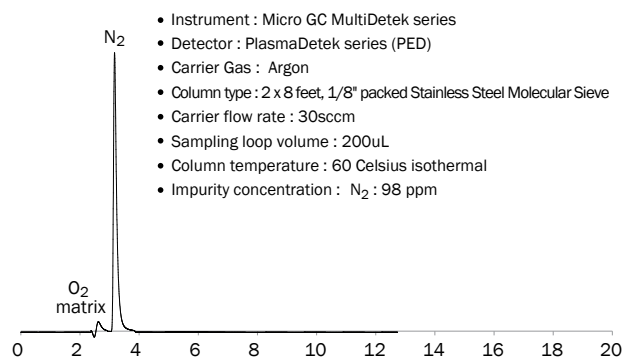 • Instrument : Micro GC MultiDetek series
• Detector : PlasmaDetek series (PED)
• Carrier Gas : Argon
• Column type : 2 x 8 feet, 1/8" packed Stainless Steel Molecular Sieve
• Carrier flow rate : 30sccm
• Sampling loop volume : 200uL
• Column temperature : 60 Celsius isothermal
• Impurity concentration : N₂ : 98 ppm
N₂
O₂
matrix
0 2 4 6 8 10 12 14 16 18 20